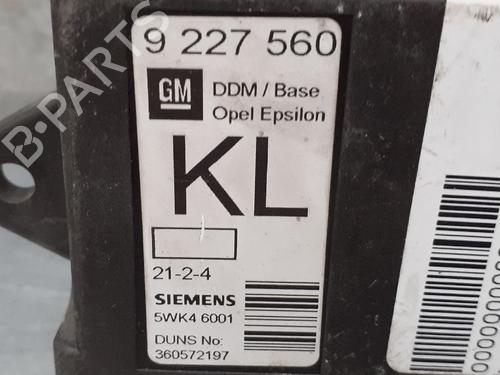 9 227 560
GM
DDM / Base
Opel Epsilon
KL
21-2-4
SIEMENS
5WK4 6001
DUNS No:
360572197
B-PARTS